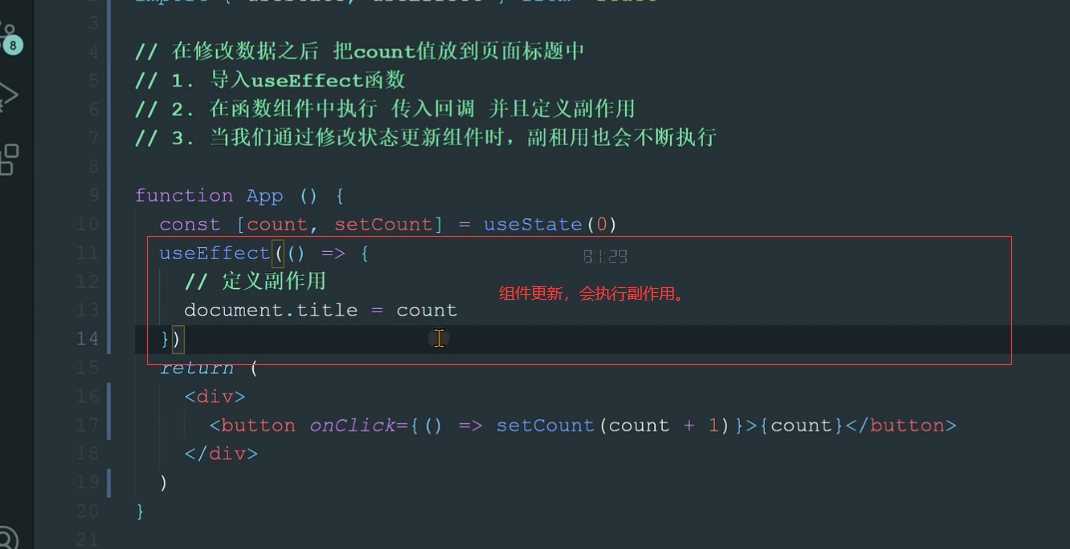 3
// 在修改数据之后 把count值放到页面标题中
4
// 1. 导入useEffect函数
5
// 2. 在函数组件中执行 传入回调 并且定义副作用
6
// 3. 当我们通过修改状态更新组件时，副租用也会不断执行
7
8
9 function App () {
10 const [count, setCount] = useState(0)
11 useEffect(() => {
81:29
12 // 定义副作用
组件更新，会执行副作用。
13 document.title = count
14 })
15 return (
16 <div>
17 <button onClick={() => setCount(count + 1)}>{count}</button>
18 </div>
19 )
20 }
21
8